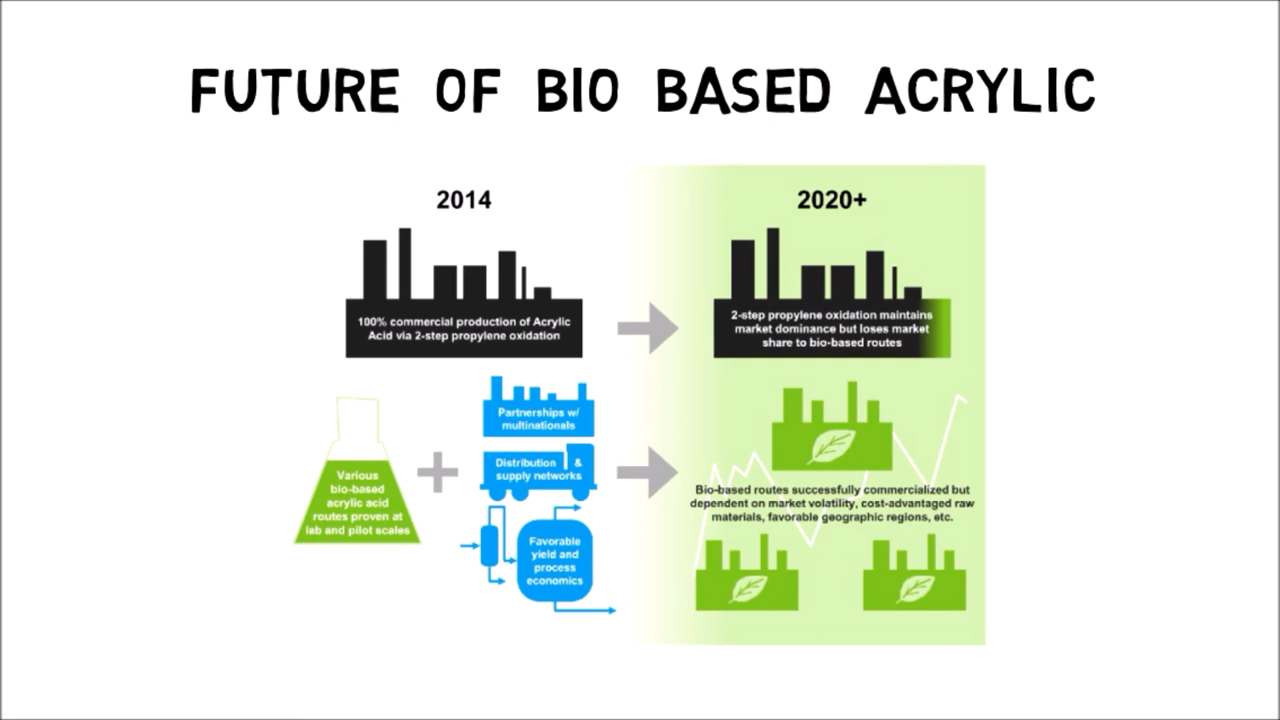 FUTURE OF BIO BASED ACRYLIC
2014
100% commercial production of Acrylic
Acid via 2-step propylene oxidation
2020+
2-step propylene oxidation maintains
market dominance but loses market
share to bio-based routes
Various
bio-based
acrylic acid
routes proven at
lab and pilot scales
+
Partnerships w/
multinationals
Distribution &
supply networks
Favorable
yield and
process
economics
Bio-based routes successfully commercialized but
dependent on market volatility, cost-advantaged raw
materials, favorable geographic regions, etc.